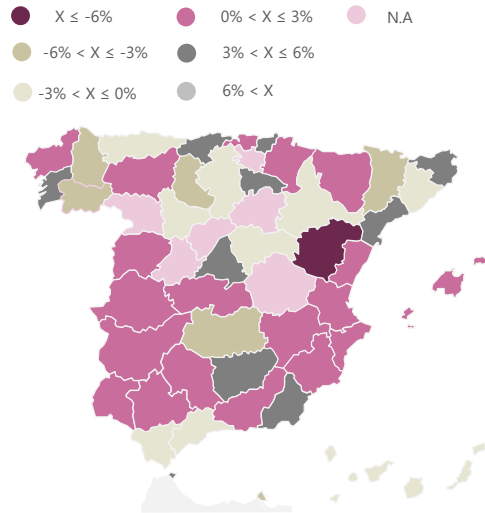 X ≤ -6%
0% < X ≤ 3%
N.A
-6% < X ≤ -3%
3% < X ≤ 6%
-3% < X ≤ 0%
6% < X